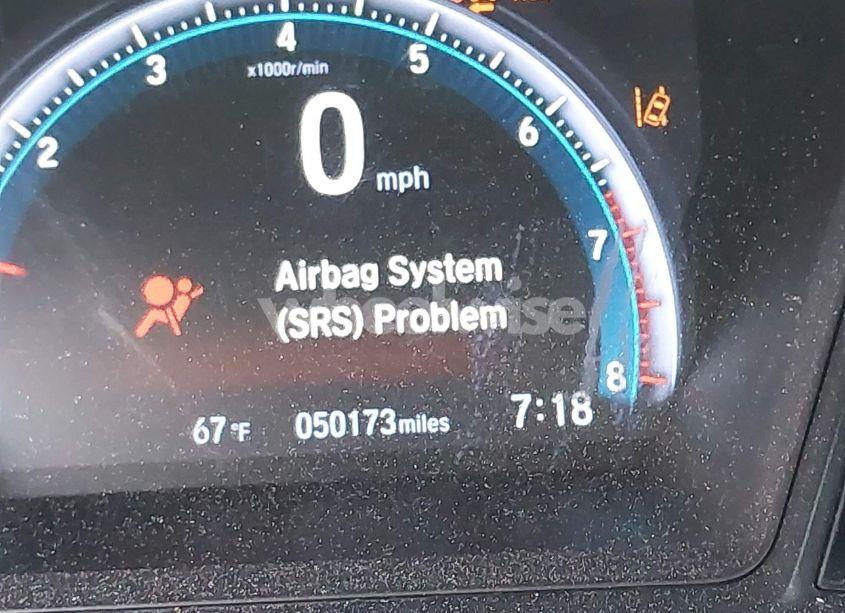 4
3
5
x1000r/min
2
0 mph
6
7
Airbag System
(SRS) Problem
8
67°F 050173miles 7:18